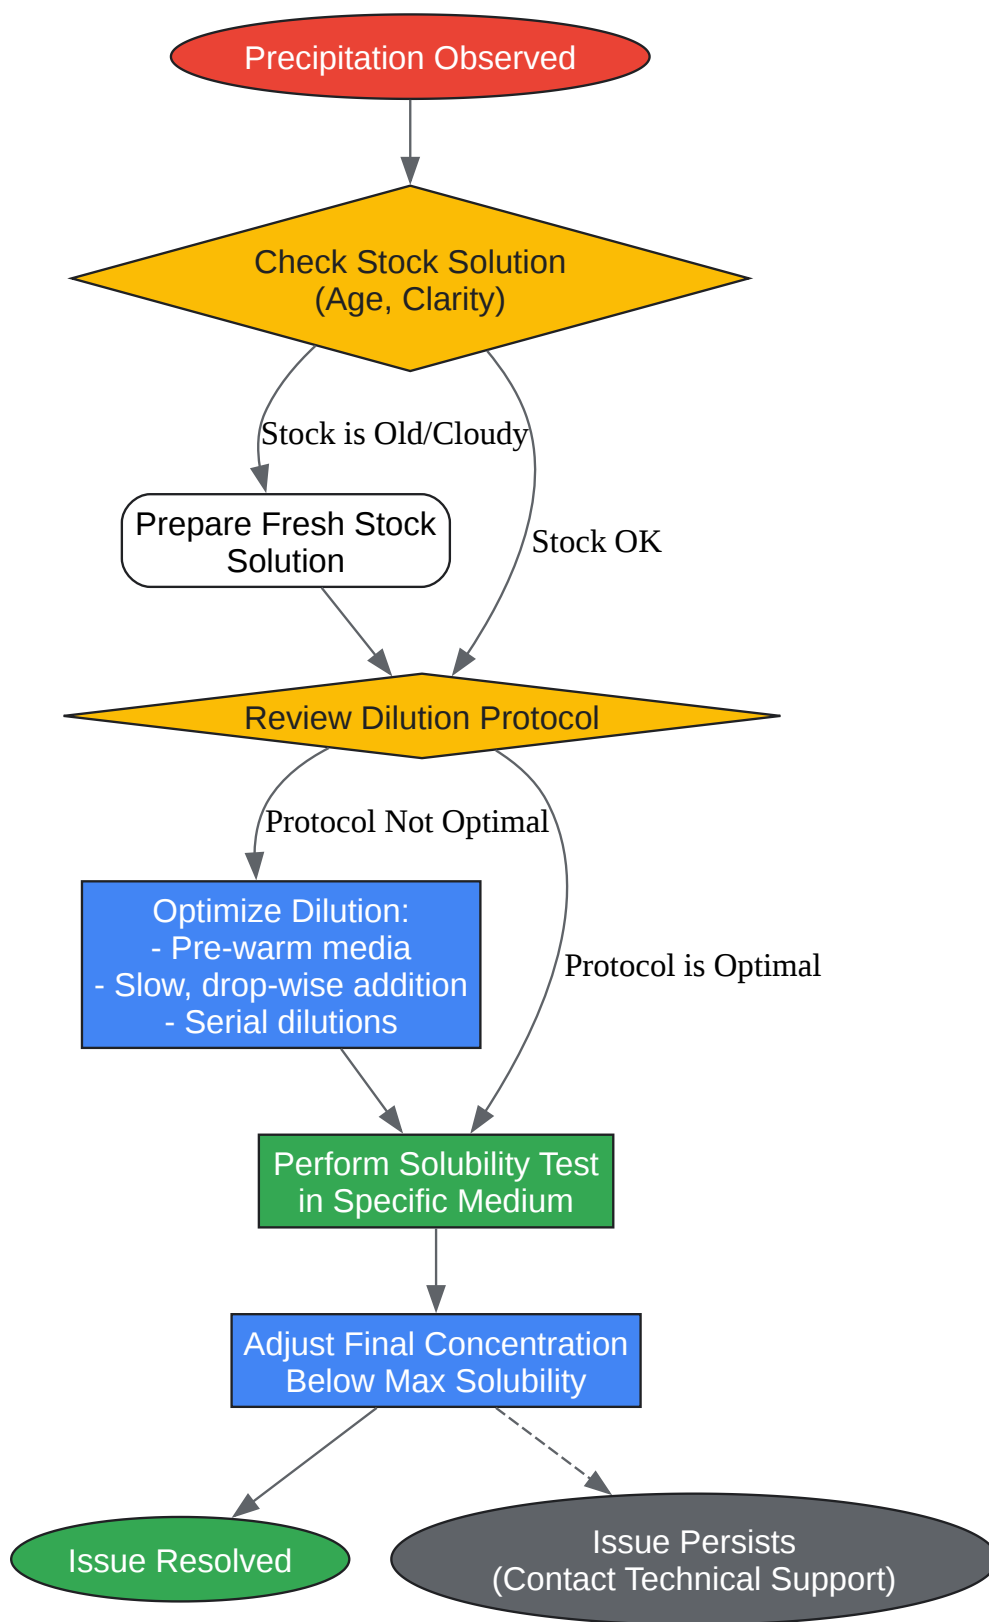 Precipitation Observed
Check Stock Solution
(Age, Clarity)
Stock is Old/Cloudy
Prepare Fresh Stock
Solution
Stock OK
Review Dilution Protocol
Protocol Not Optimal
Optimize Dilution:
- Pre-warm media
- Slow, drop-wise addition
- Serial dilutions
Protocol is Optimal
Perform Solubility Test
in Specific Medium
Adjust Final Concentration
Below Max Solubility
Issue Resolved
Issue Persists
(Contact Technical Support)